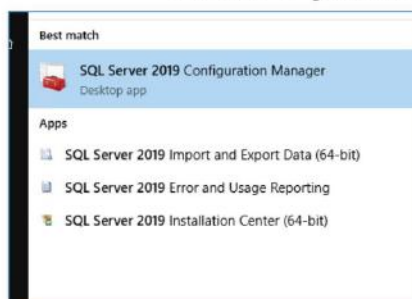 Best match
SQL Server 2019 Configuration Manager
Desktop app
Apps
SQL Server 2019 Import and Export Data (64-bit)
SQL Server 2019 Error and Usage Reporting
SQL Server 2019 Installation Center (64-bit)